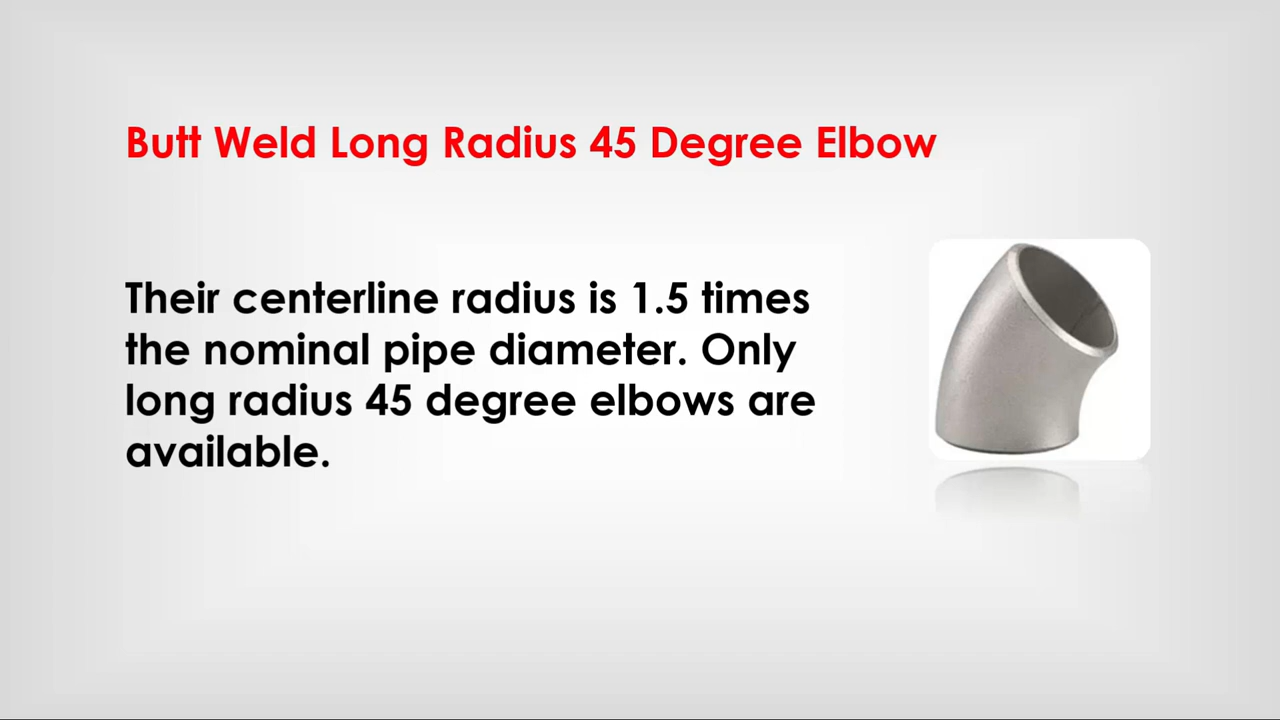 Butt Weld Long Radius 45 Degree Elbow
Their centerline radius is 1.5 times
the nominal pipe diameter. Only
long radius 45 degree elbows are
available.